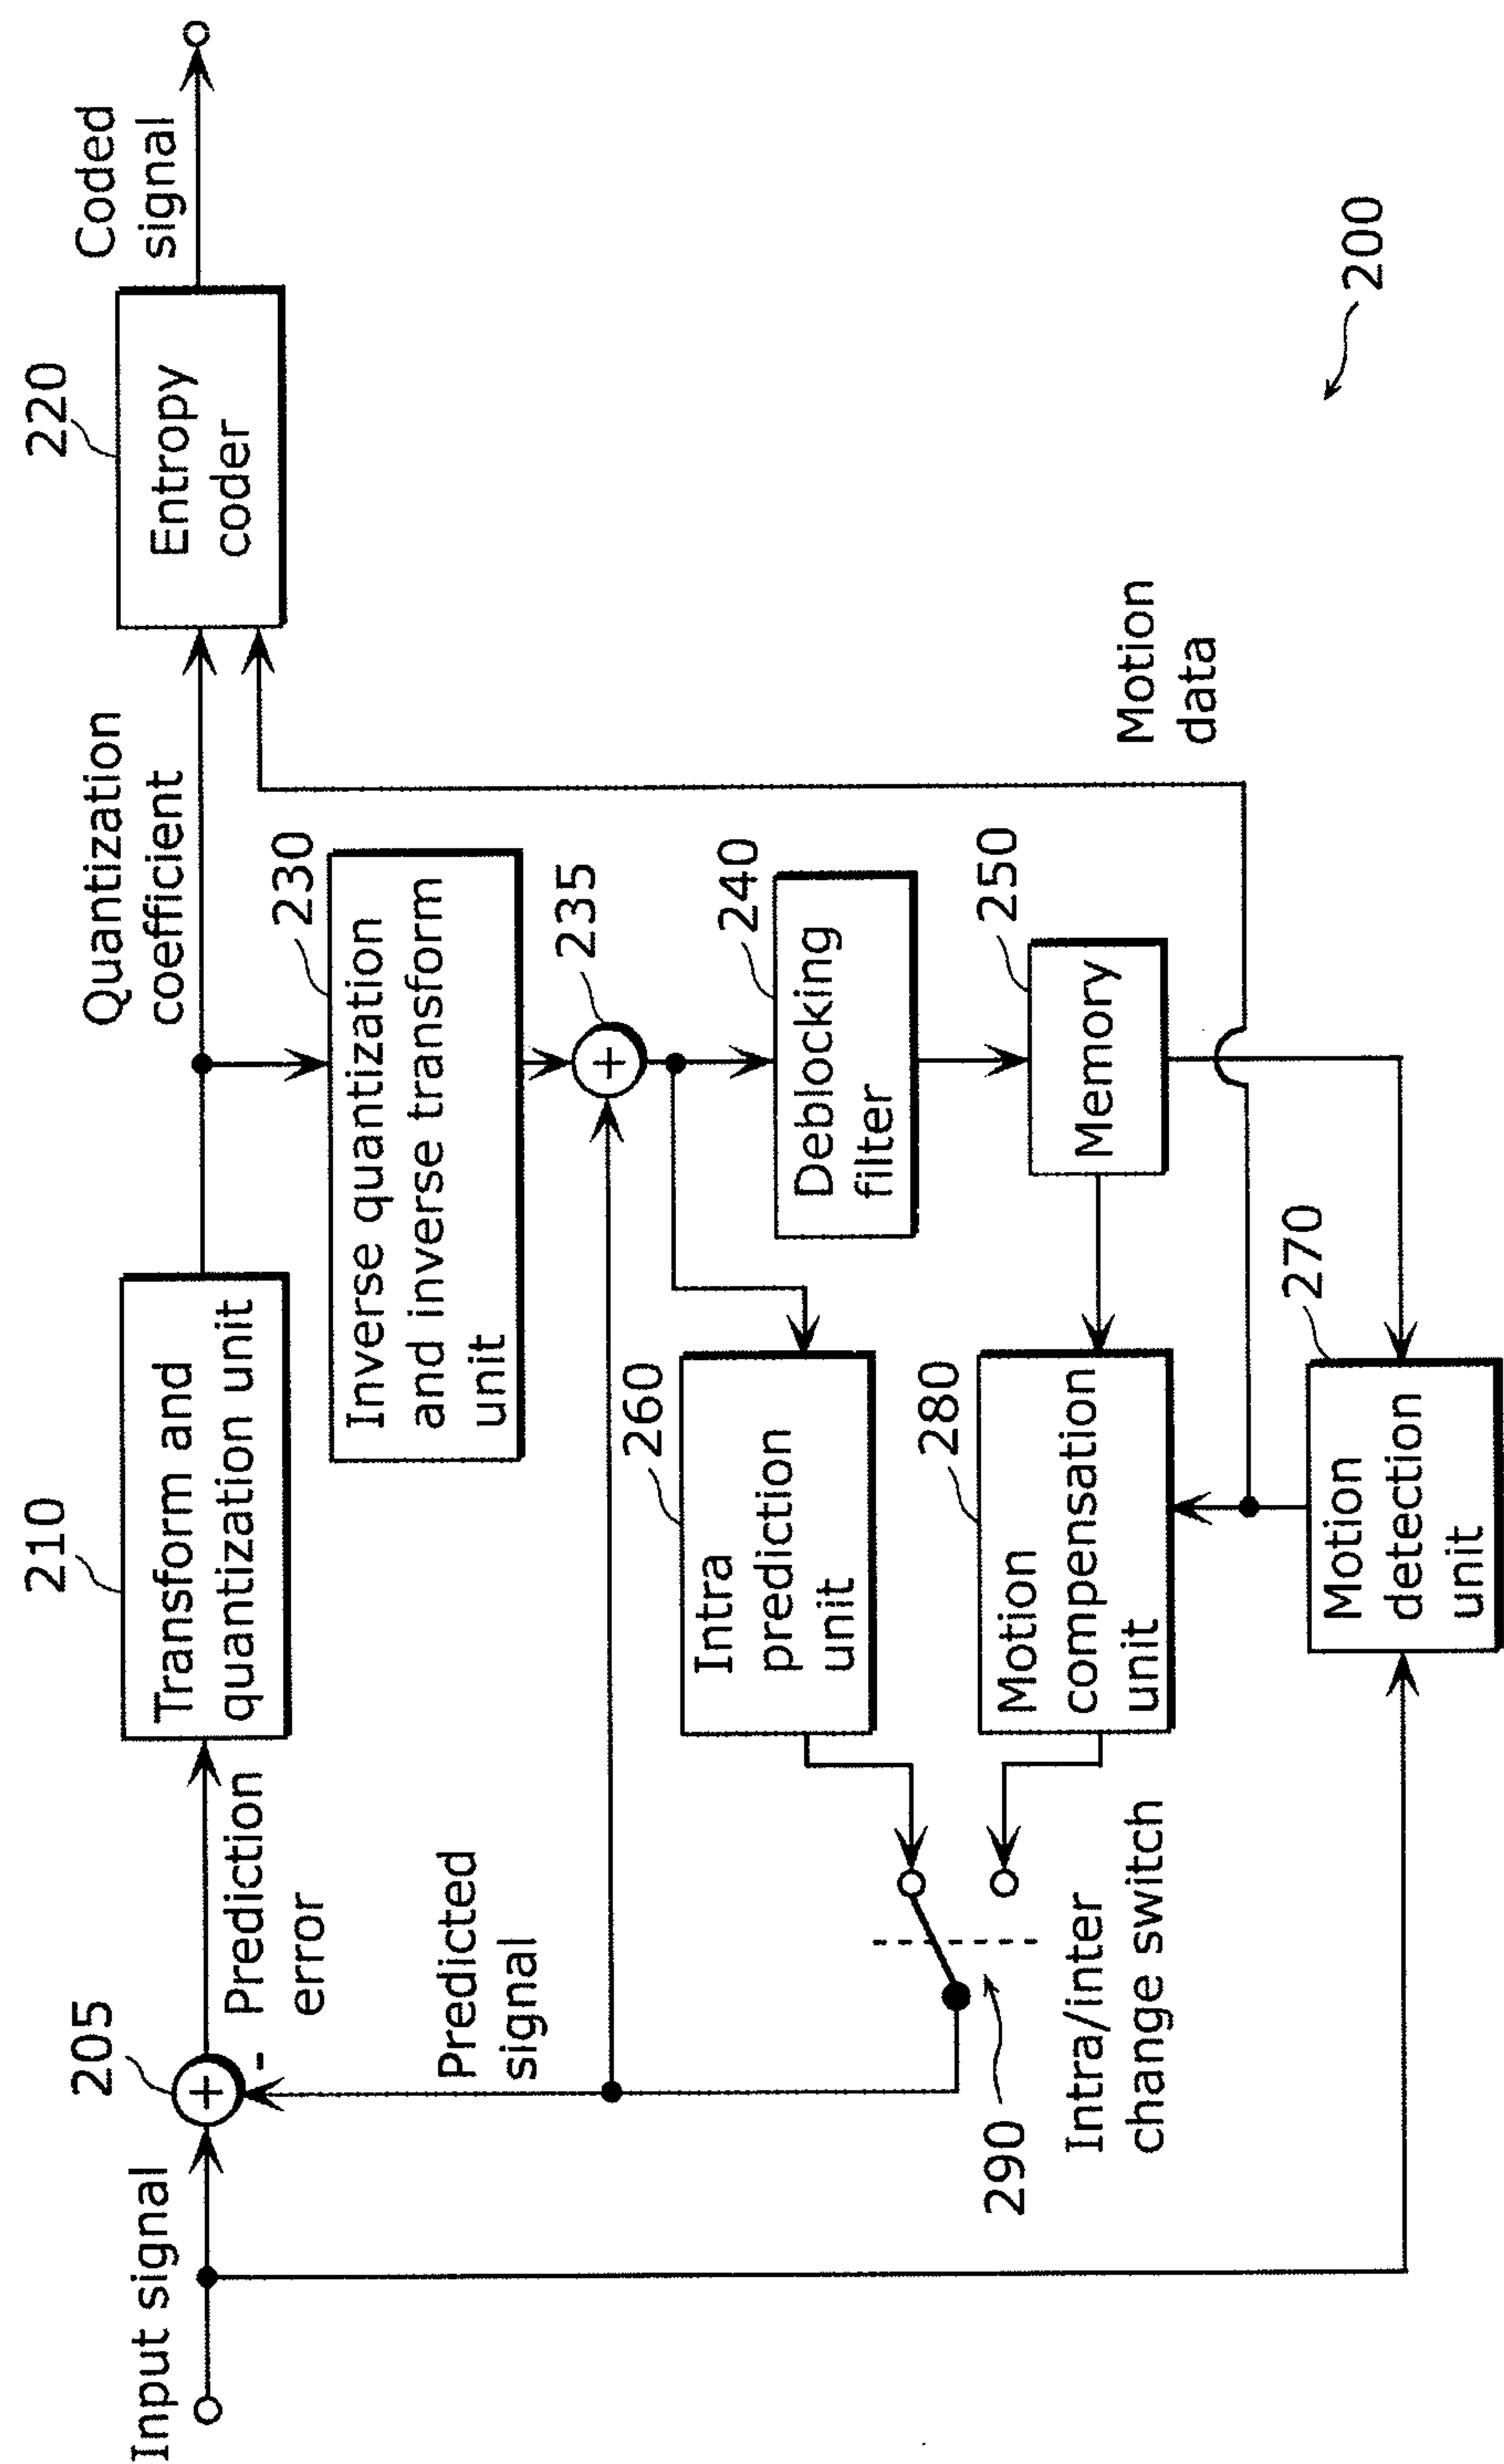 Input signal
205
Prediction
error
-
210
Transform and
quantization unit
Quantization
coefficient
220
Entropy
coder
Coded
signal
230
Inverse quantization
and inverse transform
unit
235
Predicted
signal
260
Intra
prediction
unit
240
Deblocking
filter
250
Memory
280
Motion
compensation
unit
290
Intra/inter
change switch
270
Motion
detection
unit
Motion
data
200